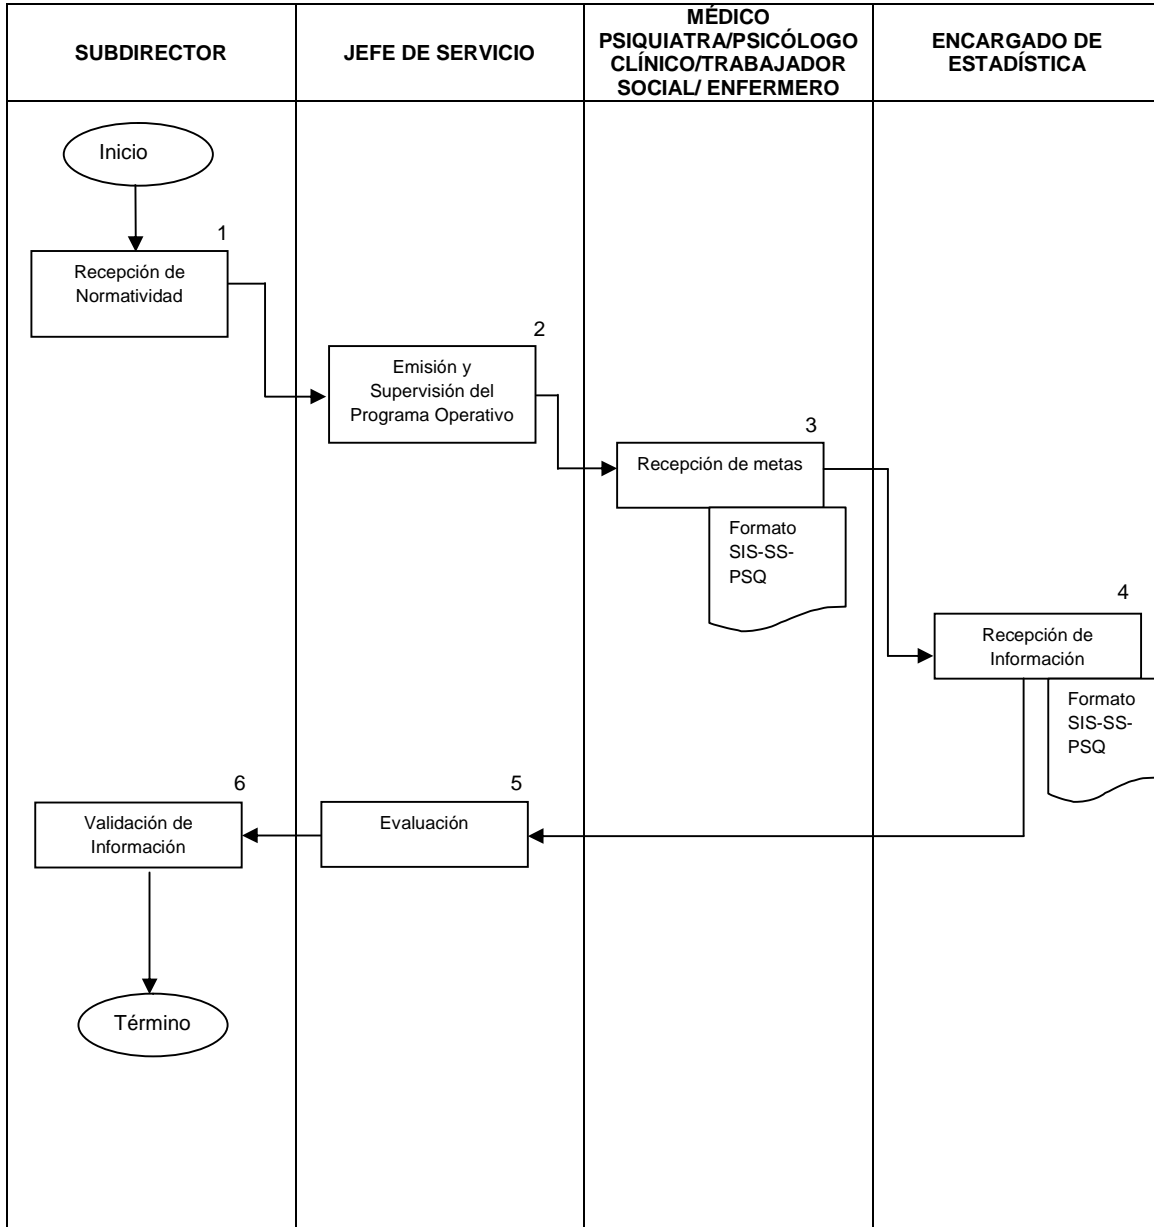 SUBDIRECTOR
JEFE DE SERVICIO
MÉDICO
PSIQUIATRA/PSICÓLOGO
CLÍNICO/TRABAJADOR
SOCIAL/ ENFERMERO
ENCARGADO DE
ESTADÍSTICA
Inicio
1
Recepción de
Normatividad
2
Emisión y
Supervisión del
Programa Operativo
3
Recepción de metas
Formato
SIS-SS-
PSQ
4
Recepción de
Información
Formato
SIS-SS-
PSQ
5
Evaluación
6
Validación de
Información
Término